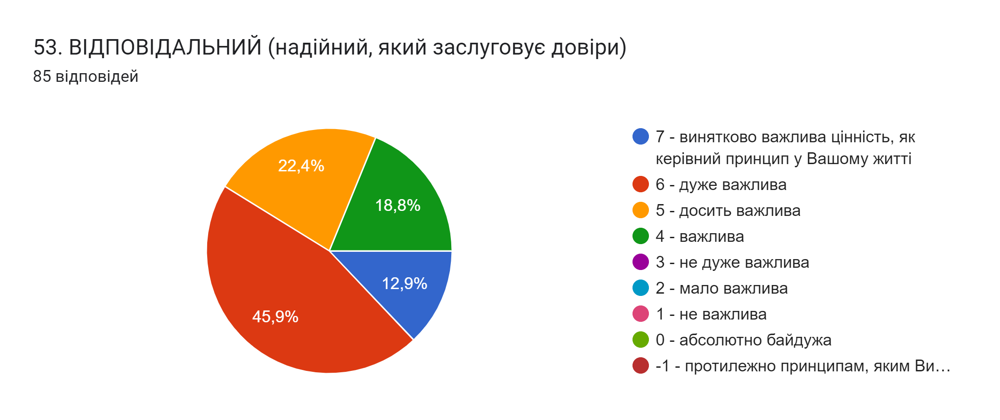 53. ВІДПОВІДАЛЬНИЙ (надійний, який заслуговує довіри)
85 відповідей
22,4%
18,8%
12,9%
45,9%
7 - винятково важлива цінність, як
керівний принцип у Вашому житті
6 - дуже важлива
5 - досить важлива
4 - важлива
3 - не дуже важлива
2 - мало важлива
1 - не важлива
0 - абсолютно байдужа
-1 - протилежно принципам, яким Ви…